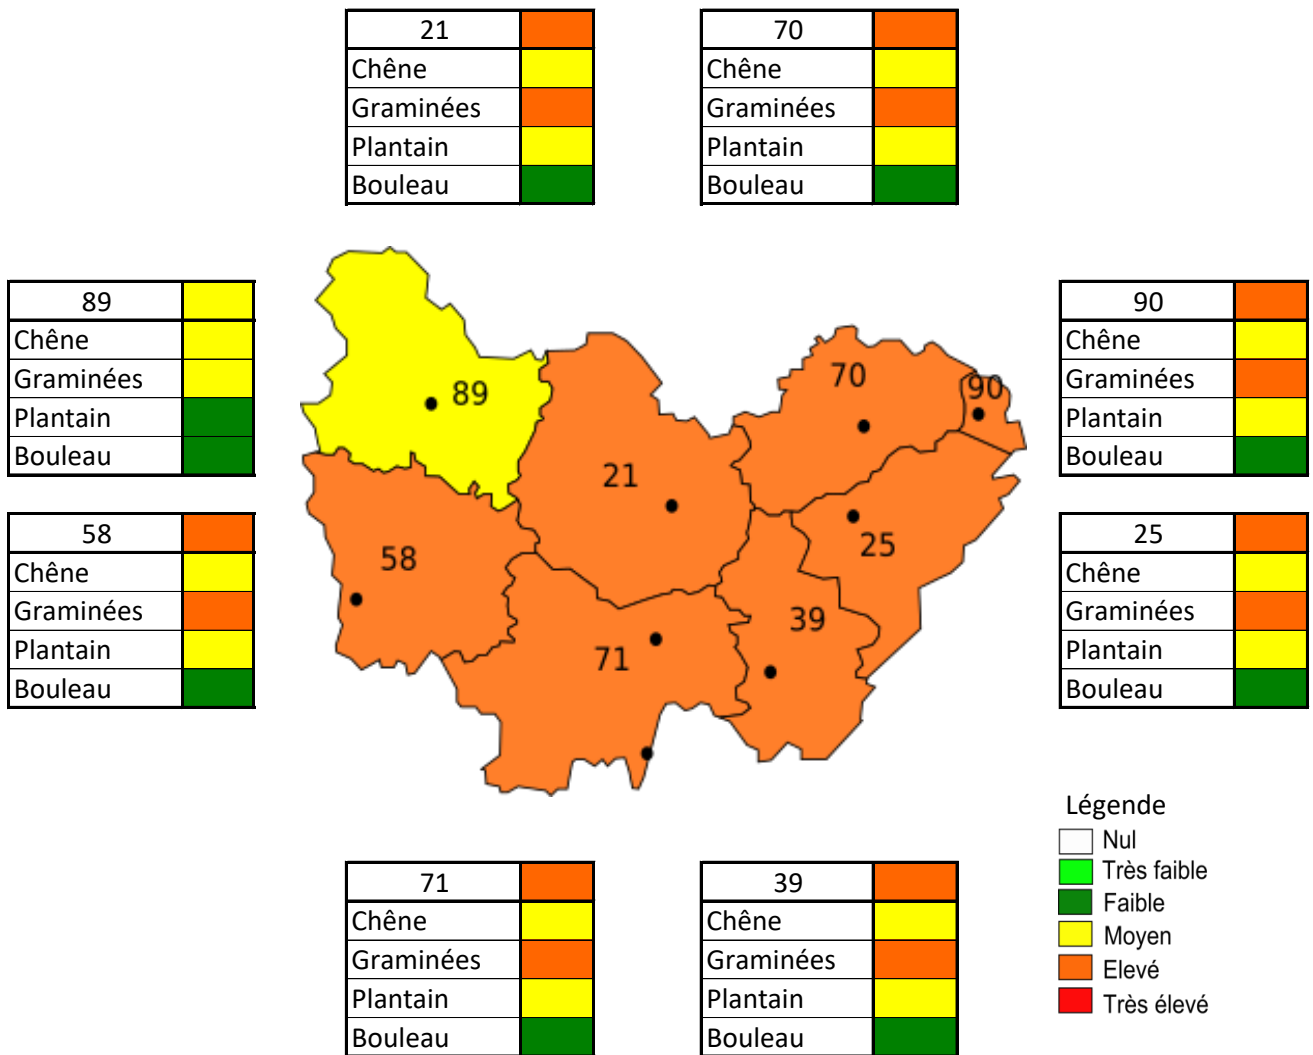 21
Chêne
Graminées
Plantain
Bouleau
70
Chêne
Graminées
Plantain
Bouleau
89
Chêne
Graminées
Plantain
Bouleau
58
Chêne
Graminées
Plantain
Bouleau
89
70
90
21
58
25
39
71
90
Chêne
Graminées
Plantain
Bouleau
25
Chêne
Graminées
Plantain
Bouleau
71
Chêne
Graminées
Plantain
Bouleau
39
Chêne
Graminées
Plantain
Bouleau
Légende
Nul
Très faible
Faible
Moyen
Elevé
Très élevé